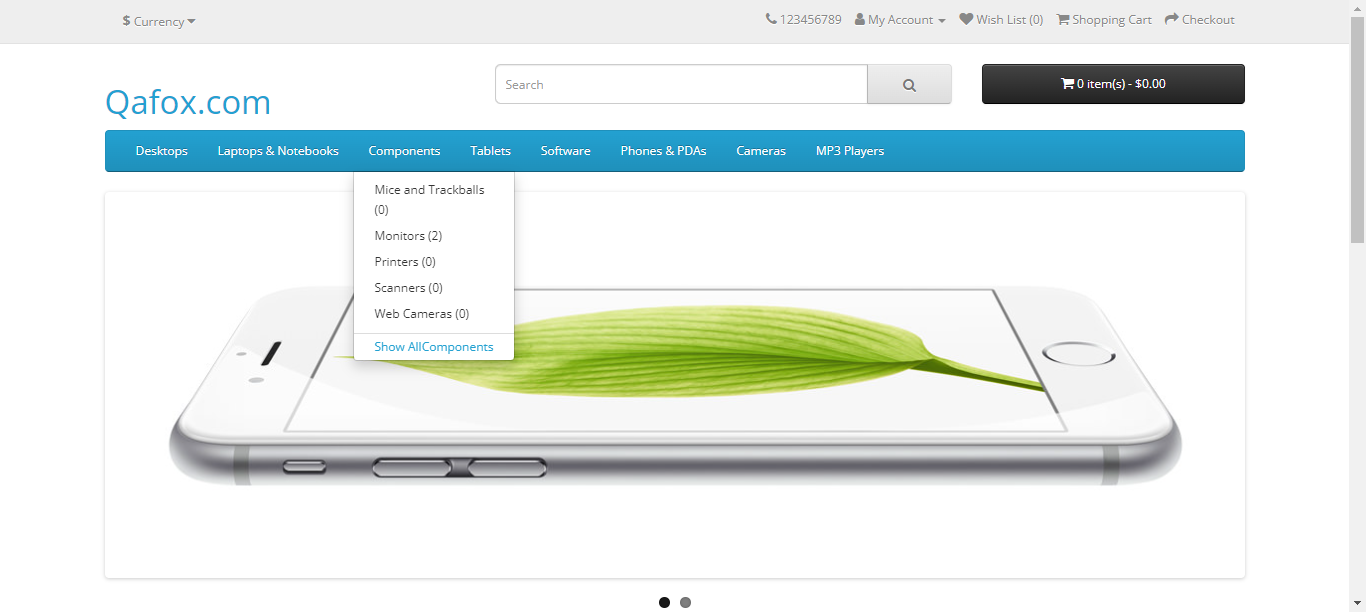 $ Currency
123456789 My Account Wish List (0) Shopping Cart Checkout
Qafox.com
Search
0 item(s) - $0.00
Desktops Laptops & Notebooks Components Tablets Software Phones & PDAs Cameras MP3 Players
Mice and Trackballs
(0)
Monitors (2)
Printers (0)
Scanners (0)
Web Cameras (0)
Show AllComponents